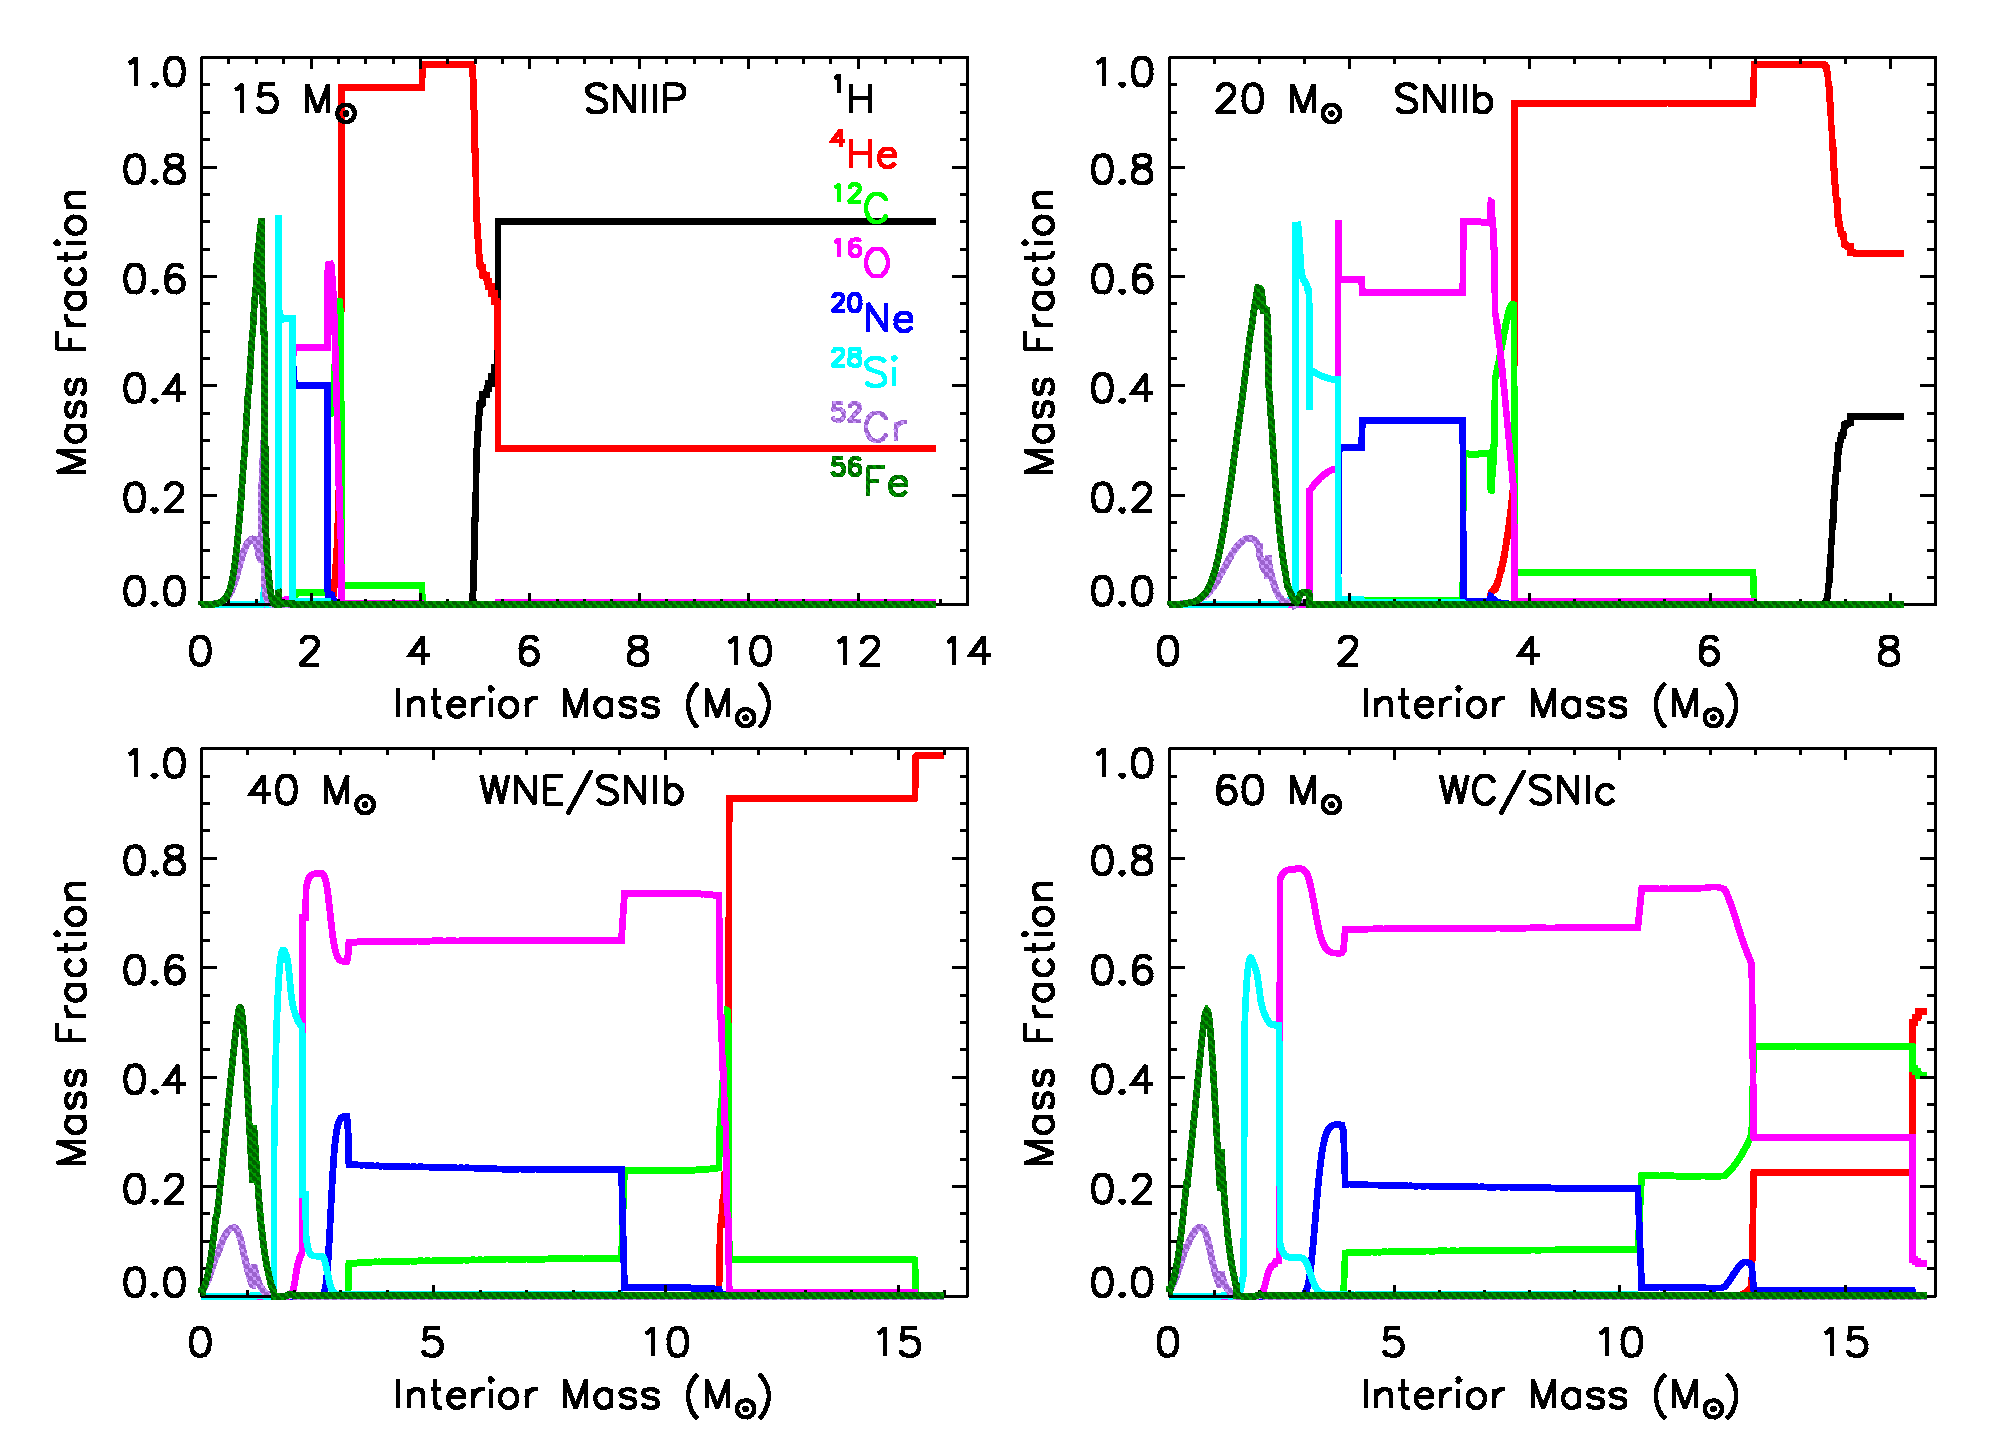 15 M☉ SNIIP
¹H
⁴He
¹²C
¹⁶O
²⁰Ne
²⁸Si
⁵²Cr
⁵⁶Fe
Mass Fraction
1.0
0.8
0.6
0.4
0.2
0.0
0 2 4 6 8 10 12 14
Interior Mass (M☉)
20 M☉ SNIIb
Mass Fraction
1.0
0.8
0.6
0.4
0.2
0.0
0 2 4 6 8
Interior Mass (M☉)
40 M☉ WNE/SNIb
Mass Fraction
1.0
0.8
0.6
0.4
0.2
0.0
0 5 10 15
Interior Mass (M☉)
60 M☉ WC/SNIc
Mass Fraction
1.0
0.8
0.6
0.4
0.2
0.0
0 5 10 15
Interior Mass (M☉)